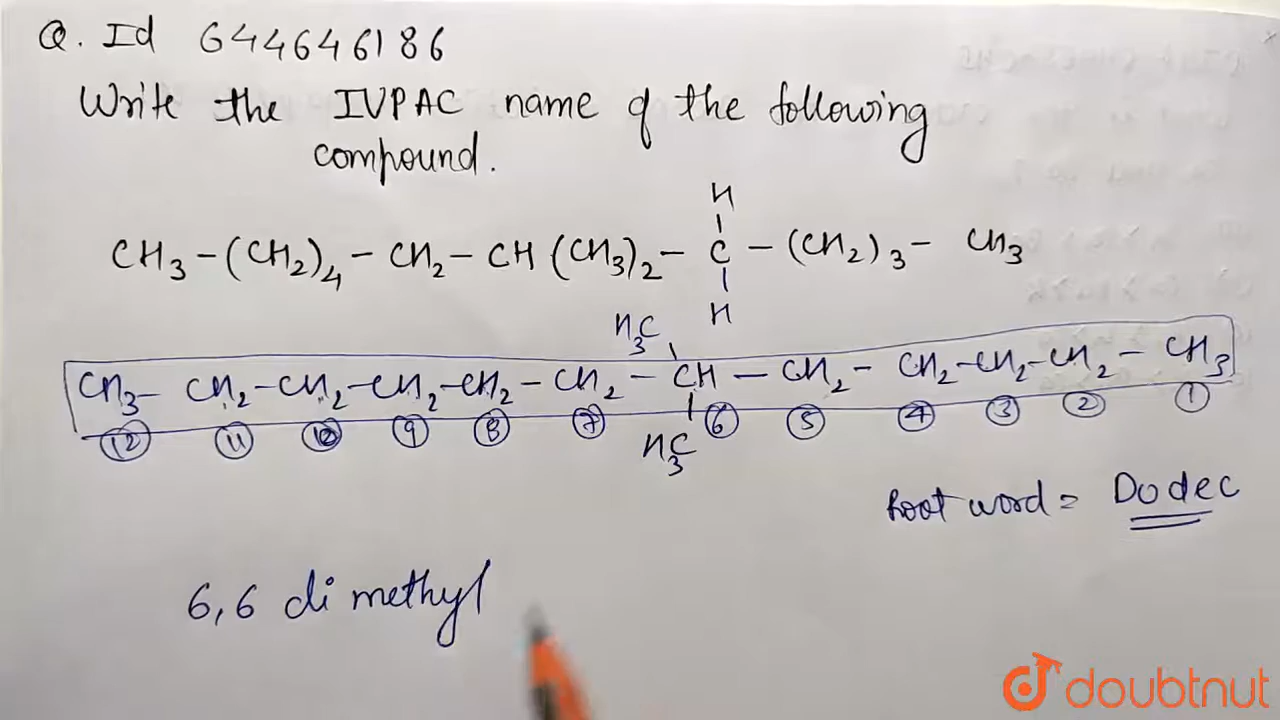 Q. Id 644646186
Write the IUPAC name of the following
compound.
H
CH3 - (CH2)4 - CH2 - CH (CH3)2 - C - (CH2)3 - CH3
H
H3C
CH3 - CH2 - CH2 - CH2 - CH2 - CH2 - CH - CH2 - CH2 - CH2 - CH2 - CH3
12 11 10 9 8 7 6 5 4 3 2 1
H3C
Root word = Dodec
6,6 di methyl
doubtnut